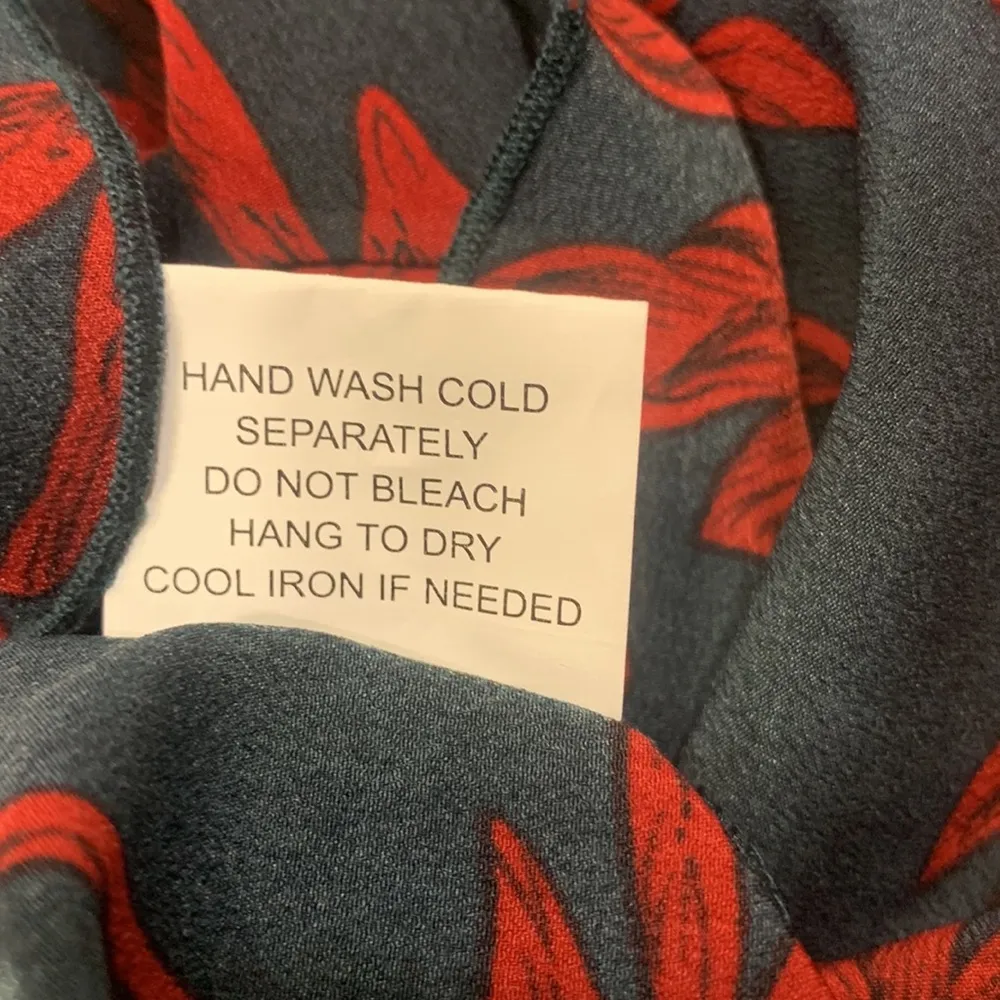 HAND WASH COLD
SEPARATELY
DO NOT BLEACH
HANG TO DRY
COOL IRON IF NEEDED